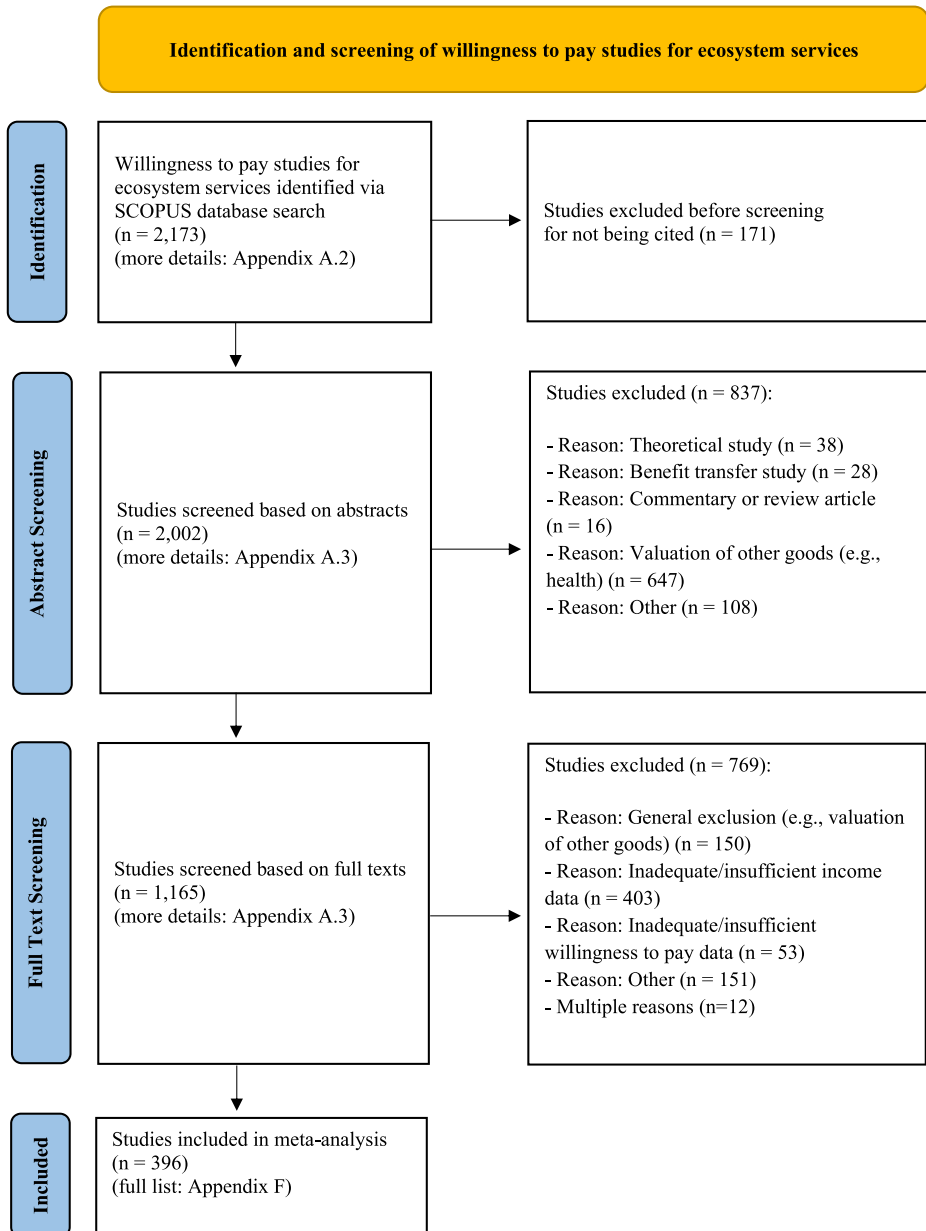 Identification and screening of willingness to pay studies for ecosystem services
Identification
Willingness to pay studies for
ecosystem services identified via
SCOPUS database search
(n = 2,173)
(more details: Appendix A.2)
Studies excluded before screening
for not being cited (n = 171)
Abstract Screening
Studies screened based on abstracts
(n = 2,002)
(more details: Appendix A.3)
Studies excluded (n = 837):
- Reason: Theoretical study (n = 38)
- Reason: Benefit transfer study (n = 28)
- Reason: Commentary or review article
(n = 16)
- Reason: Valuation of other goods (e.g.,
health) (n = 647)
- Reason: Other (n = 108)
Full Text Screening
Studies screened based on full texts
(n = 1,165)
(more details: Appendix A.3)
Studies excluded (n = 769):
- Reason: General exclusion (e.g., valuation
of other goods) (n = 150)
- Reason: Inadequate/insufficient income
data (n = 403)
- Reason: Inadequate/insufficient
willingness to pay data (n = 53)
- Reason: Other (n = 151)
- Multiple reasons (n=12)
Included
Studies included in meta-analysis
(n = 396)
(full list: Appendix F)